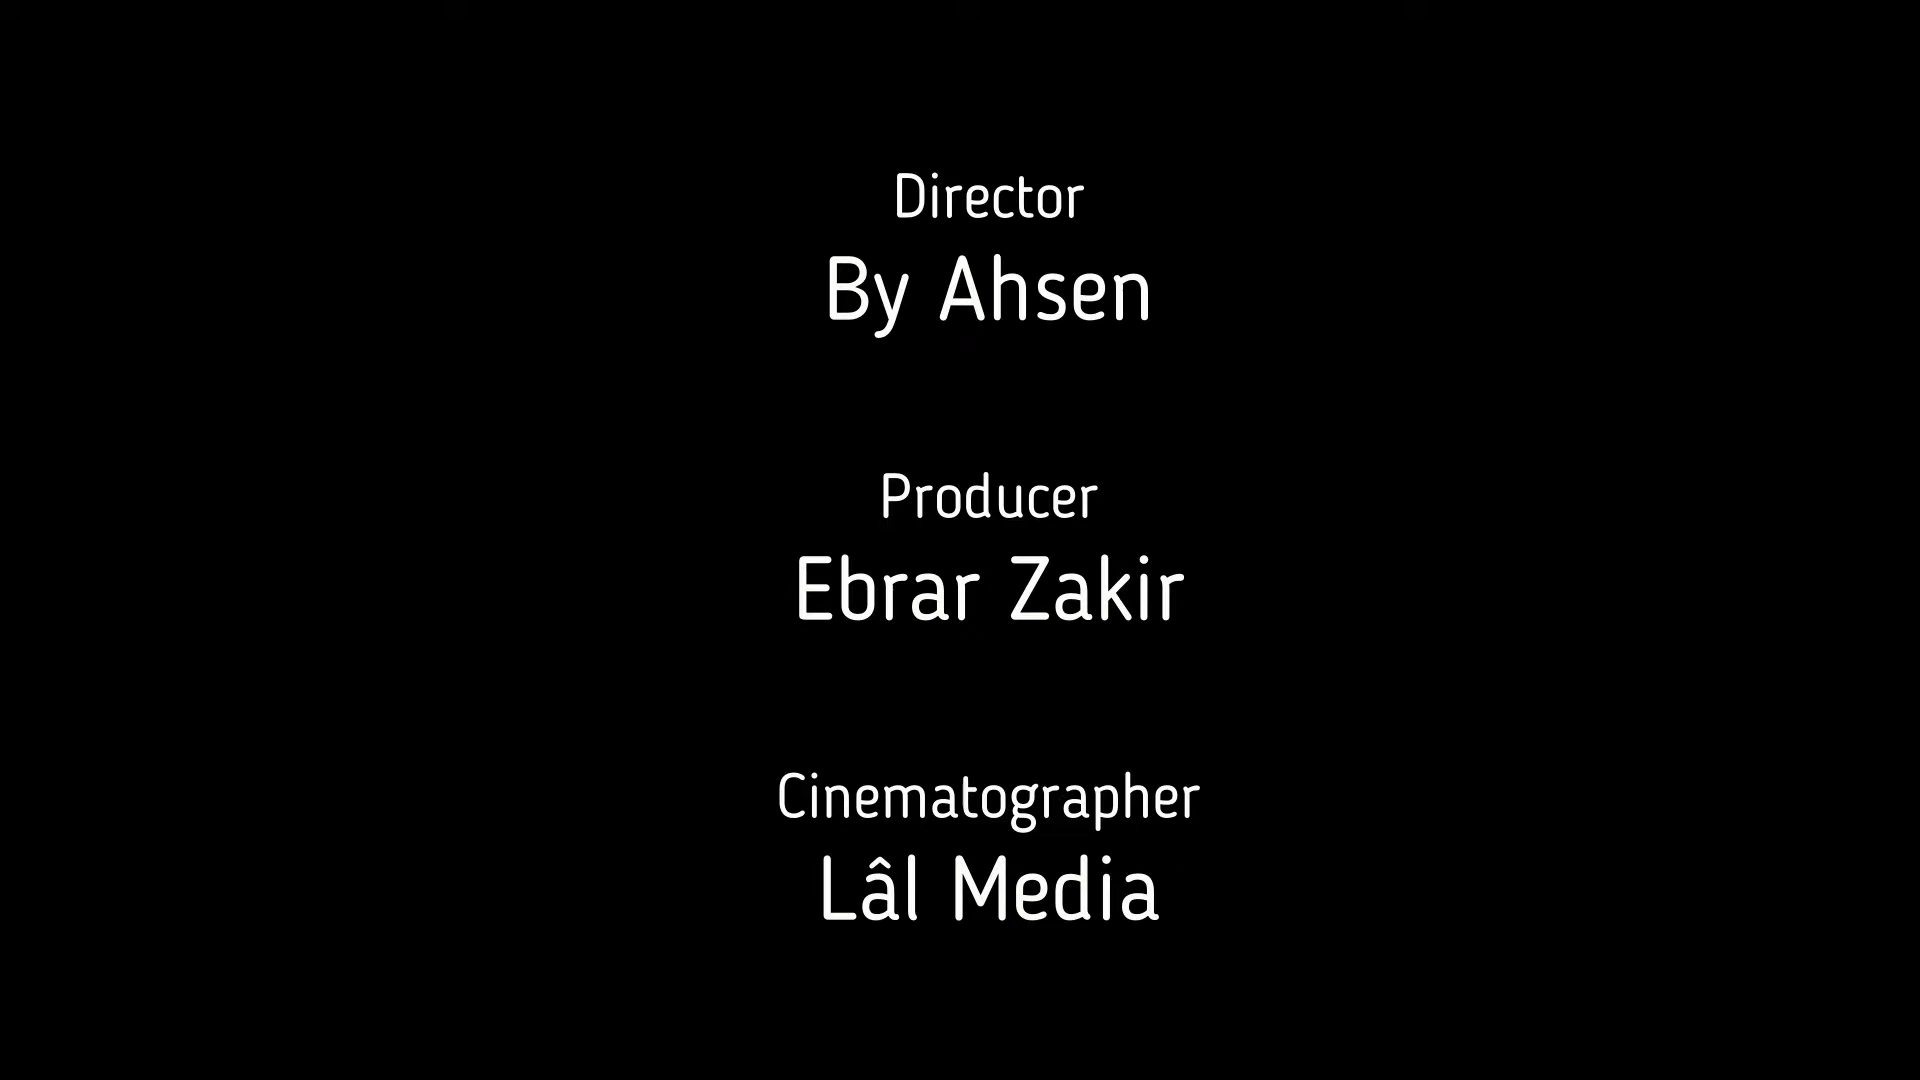 Director
By Ahsen
Producer
Ebrar Zakir
Cinematographer
Lâl Media